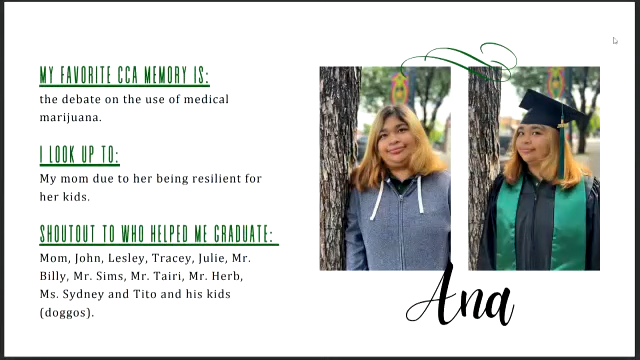 MY FAVORITE CCA MEMORY IS:
the debate on the use of medical
marijuana.
I LOOK UP TO:
My mom due to her being resilient for
her kids.
SHOUTOUT TO WHO HELPED ME GRADUATE:
Mom, John, Lesley, Tracey, Julie, Mr.
Billy, Mr. Sims, Mr. Tairi, Mr. Herb,
Ms. Sydney and Tito and his kids
(doggos).
Ana